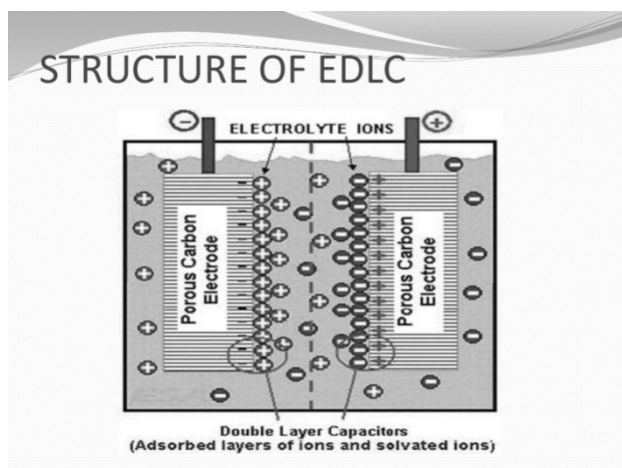 STRUCTURE OF EDLC
ELECTROLYTE IONS
Porous Carbon
Electrode
Porous Carbon
Electrode
Double Layer Capacitors
(Adsorbed layers of ions and solvated ions)